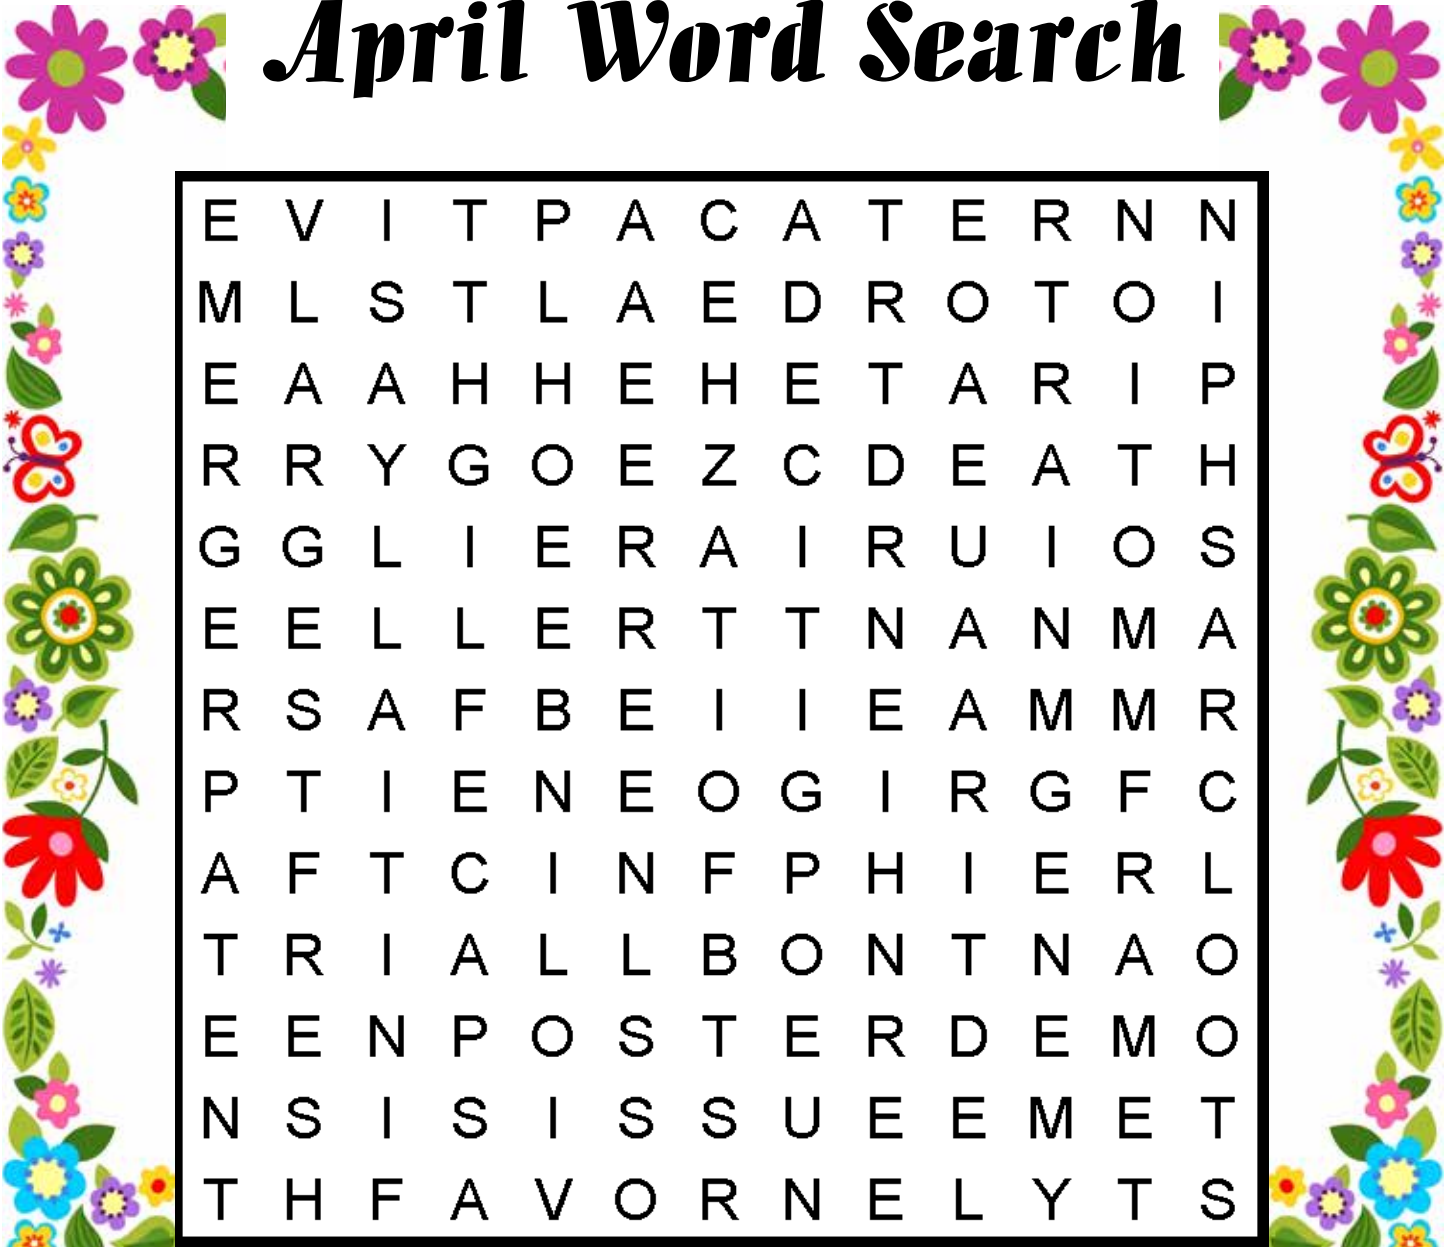 April Word Search
E V I T P A C A T E R N N
M L S T L A E D R O T O I
E A A H H E H E T A R I P
R R Y G O E Z C D E A T H
G G L I E R A I R U I O S
E E L L E R T T N A N M A
R S A F B E I I E A M M R
P T I E N E O G I R G F C
A F T C I N F P H I E R L
T R I A L L B O N T N A O
E E N P O S T E R D E M O
N S I S I S S U E E M E T
T H F A V O R N E L Y T S